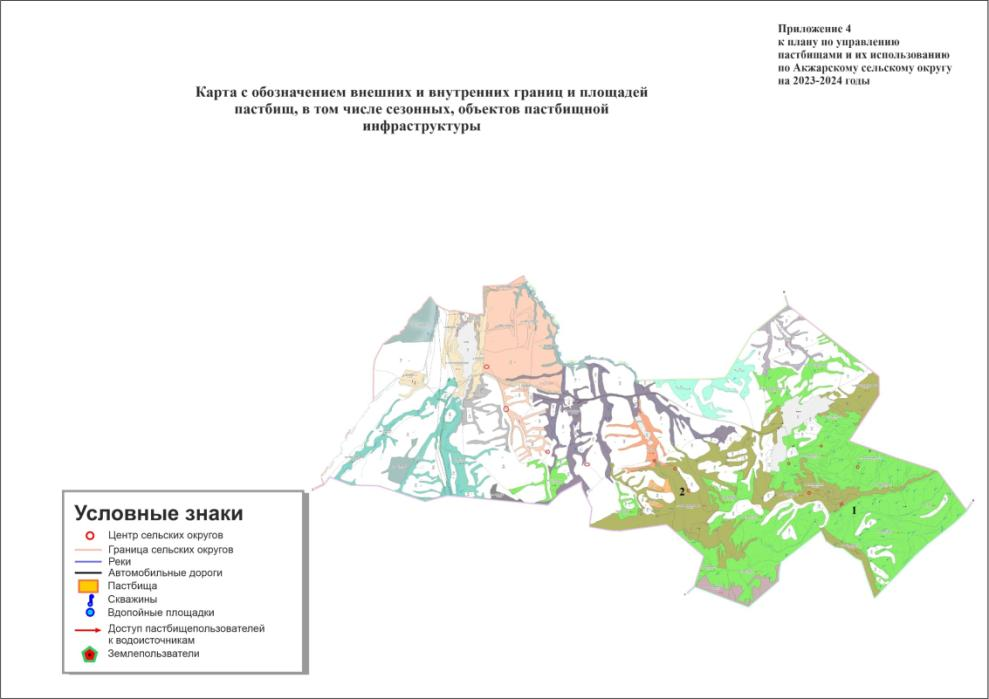 Приложение 4
к плану по управлению
пастбищами и их использованию
по Акжарскому сельскому округу
на 2023-2024 годы
Карта с обозначением внешних и внутренних границ и площадей
пастбищ, в том числе сезонных, объектов пастбищной
инфраструктуры
2
1
Условные знаки
Центр сельских округов
Граница сельских округов
Реки
Автомобильные дороги
Пастбища
Скважины
Вдопойные площадки
Доступ пастбищепользователей
к водоисточникам
Землепользватели